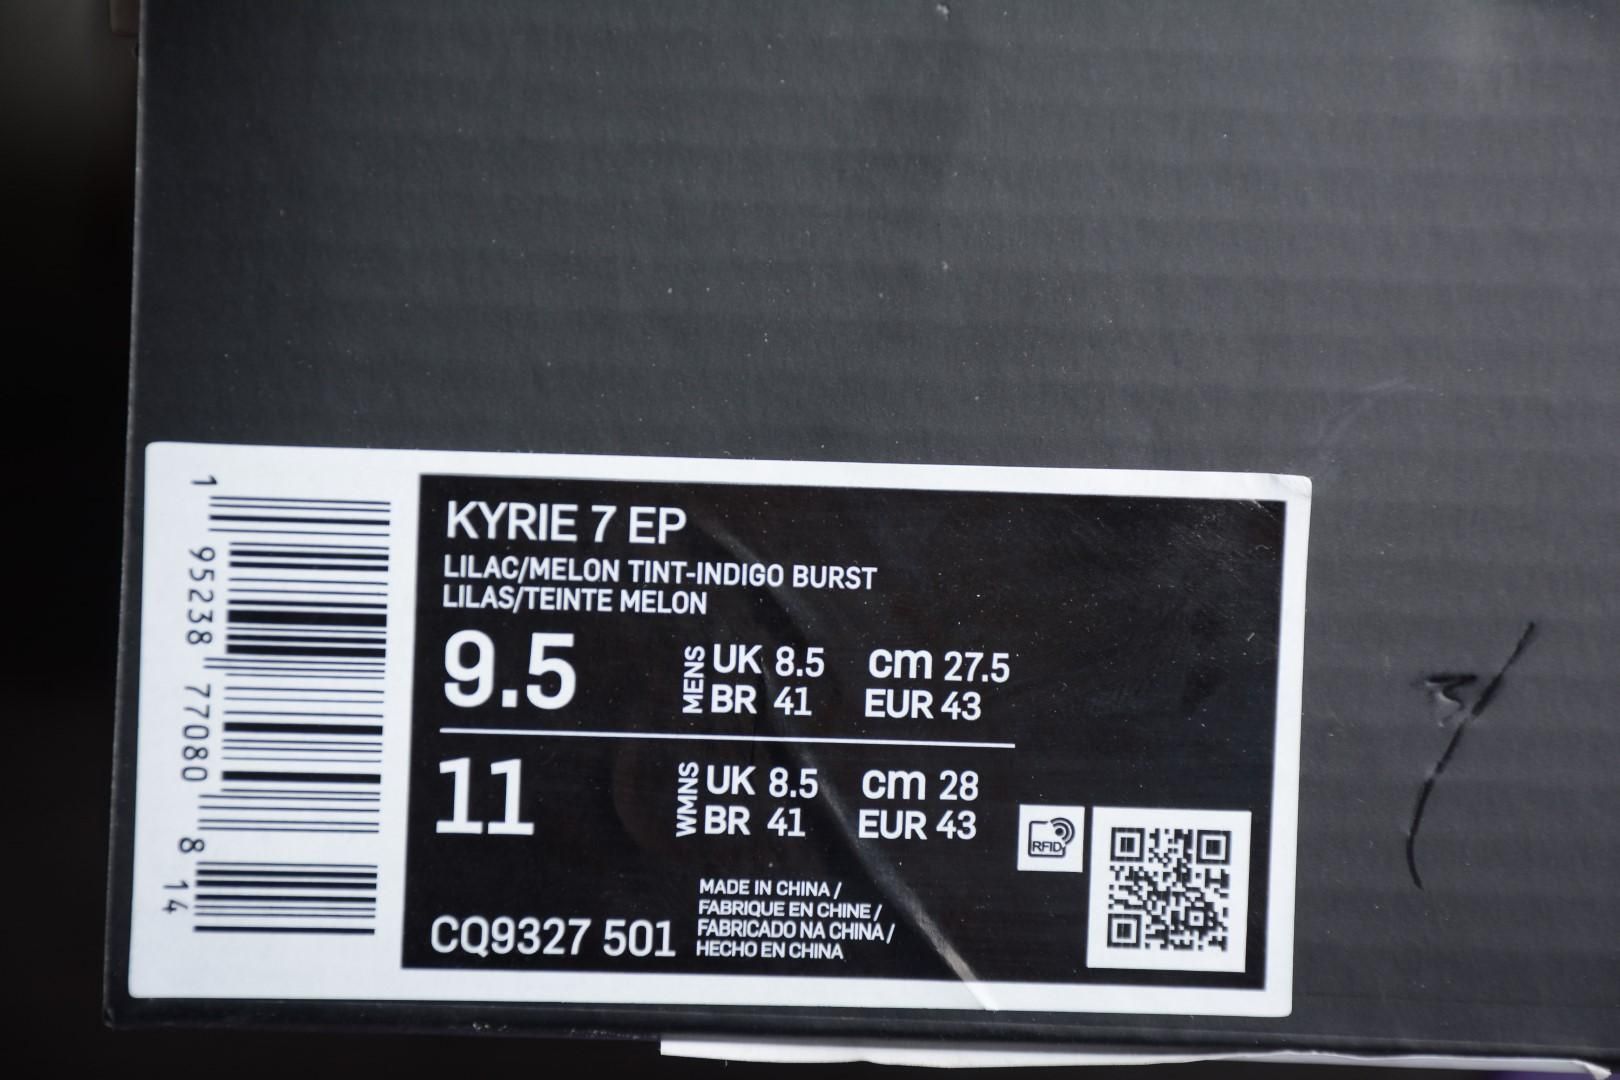 KYRIE 7 EP
LILAC/MELON TINT-INDIGO BURST
LILAS/TEINTE MELON
9.5
MENS
UK 8.5 cm 27.5
BR 41 EUR 43
11
WMNS
UK 8.5 cm 28
BR 41 EUR 43
RFID
CQ9327 501
MADE IN CHINA /
FABRIQUE EN CHINE /
FABRICADO NA CHINA /
HECHO EN CHINA
1 95238 77080 8 14